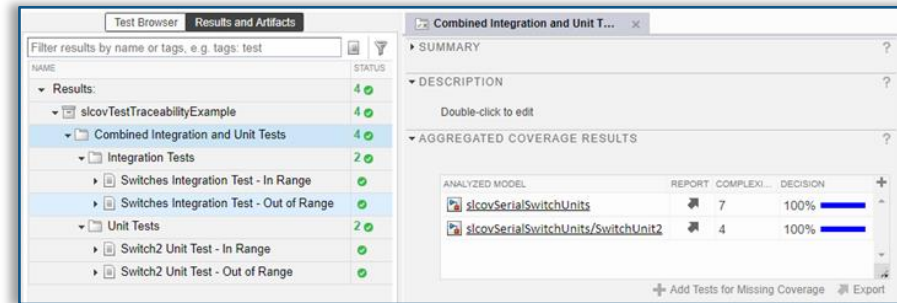 Test Browser Results and Artifacts
Filter results by name or tags, e.g. tags: test
NAME STATUS
Results: 4
slcovTestTraceabilityExample 4
Combined Integration and Unit Tests 4
Integration Tests 2
Switches Integration Test - In Range
Switches Integration Test - Out of Range
Unit Tests 2
Switch2 Unit Test - In Range
Switch2 Unit Test - Out of Range
Combined Integration and Unit T... ×
SUMMARY ?
DESCRIPTION ?
Double-click to edit
AGGREGATED COVERAGE RESULTS ?
ANALYZED MODEL REPORT COMPLEXI... DECISION +
slcovSerialSwitchUnits 7 100%
slcovSerialSwitchUnits/SwitchUnit2 4 100%
Add Tests for Missing Coverage Export